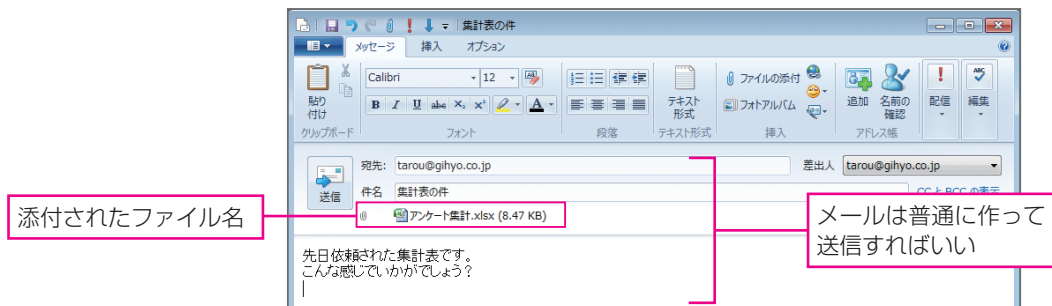 集計表の件
メッセージ 挿入 オプション
貼り付け
クリップボード
Calibri 12
B I U abc X₂ X² A
フォント
段落
テキスト形式
テキスト形式
ファイルの添付
フォトアルバム
挿入
追加
名前の確認
アドレス帳
配信
ABC
編集
送信
宛先: tarou@gihyo.co.jp
差出人 tarou@gihyo.co.jp
件名 集計表の件
CC と BCC の表示
アンケート集計.xlsx (8.47 KB)
先日依頼された集計表です。
こんな感じでいかがでしょう?
添付されたファイル名
メールは普通に作って
送信すればいい